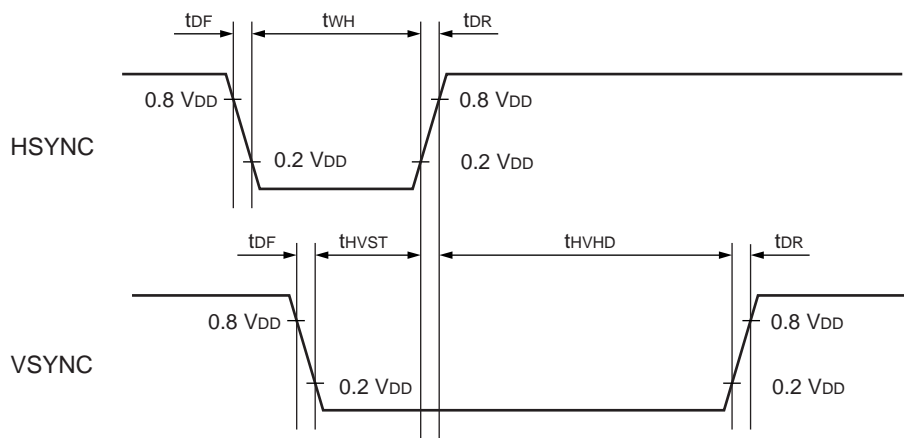 tDF tWH tDR
0.8 VDD 0.8 VDD
HSYNC
0.2 VDD 0.2 VDD
tDF tHVST tHVHD tDR
0.8 VDD 0.8 VDD
VSYNC
0.2 VDD 0.2 VDD